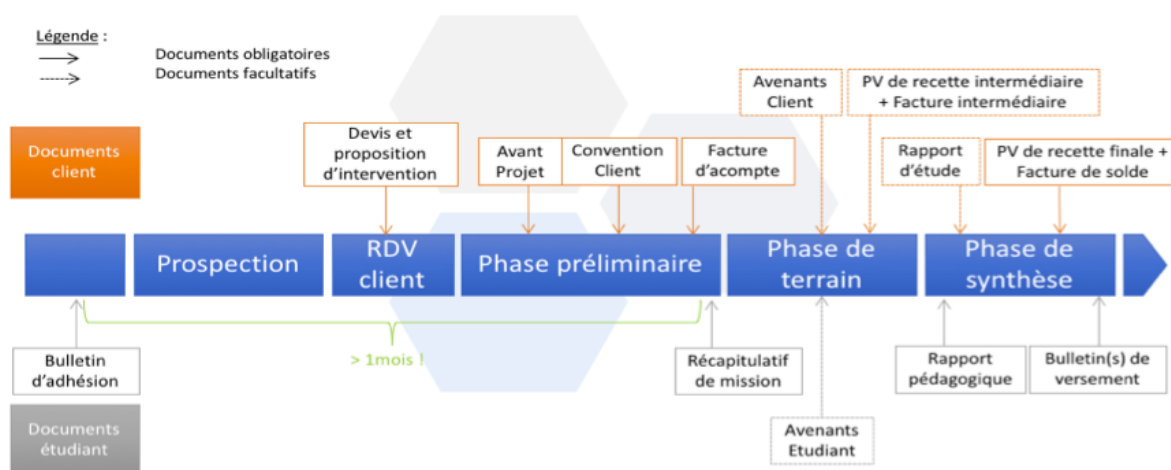 Légende :
Documents obligatoires
Documents facultatifs
Documents
client
Devis et
proposition
d'intervention
Avant
Projet
Convention
Client
Facture
d'acompte
Avenants
Client
PV de recette intermédiaire
+ Facture intermédiaire
Rapport
d'étude
PV de recette finale +
Facture de solde
Prospection
RDV
client
Phase préliminaire
Phase de
terrain
Phase de
synthèse
> 1mois !
Bulletin
d'adhésion
Récapitulatif
de mission
Rapport
pédagogique
Bulletin(s) de
versement
Documents
étudiant
Avenants
Etudiant